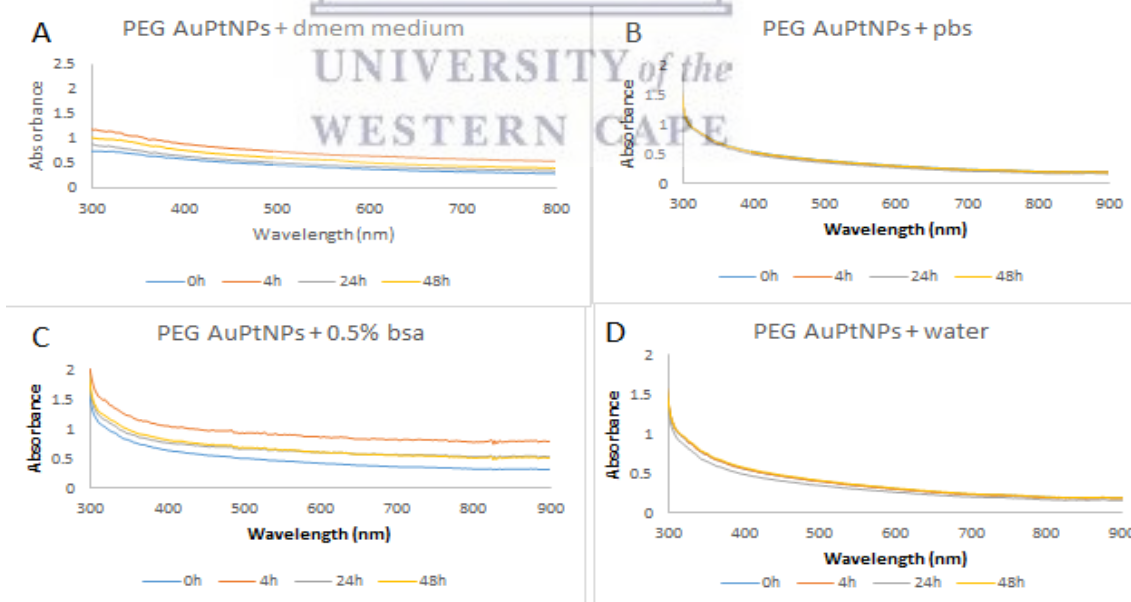 A
PEG AuPtNPs + dmem medium
UNIVERSITY of the
WESTERN CAPE
2.5
2
1.5
1
0.5
0
Absorbance
300 400 500 600 700 800
Wavelength (nm)
0h 4h 24h 48h
B
PEG AuPtNPs + pbs
2
1.5
0.5
0
Absorbance
300 400 500 600 700 800 900
Wavelength (nm)
0h 4h 24h 48h
C
PEG AuPtNPs + 0.5% bsa
2
1.5
1
0.5
0
Absorbance
300 400 500 600 700 800 900
Wavelength (nm)
0h 4h 24h 48h
D
PEG AuPtNPs + water
2
1.5
1
0.5
0
Absorbance
300 400 500 600 700 800 900
Wavelength (nm)
0h 4h 24h 48h